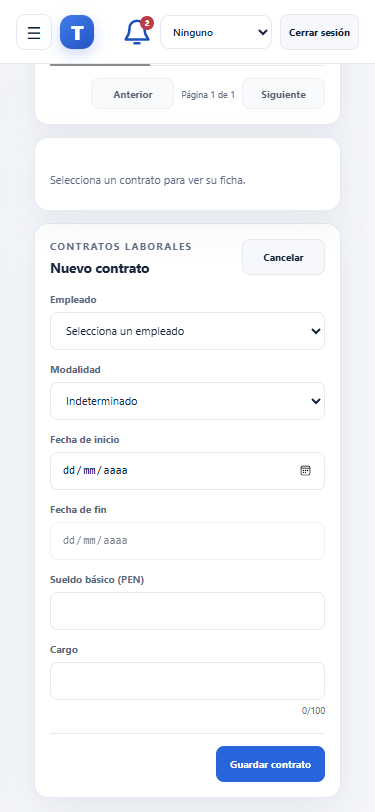 ☰ T 2 Ninguno Cerrar sesión
Anterior Página 1 de 1 Siguiente
Selecciona un contrato para ver su ficha.
CONTRATOS LABORALES
Nuevo contrato
Cancelar
Empleado
Selecciona un empleado
Modalidad
Indeterminado
Fecha de inicio
dd/mm/aaaa
Fecha de fin
dd/mm/aaaa
Sueldo básico (PEN)
Cargo
0/100
Guardar contrato